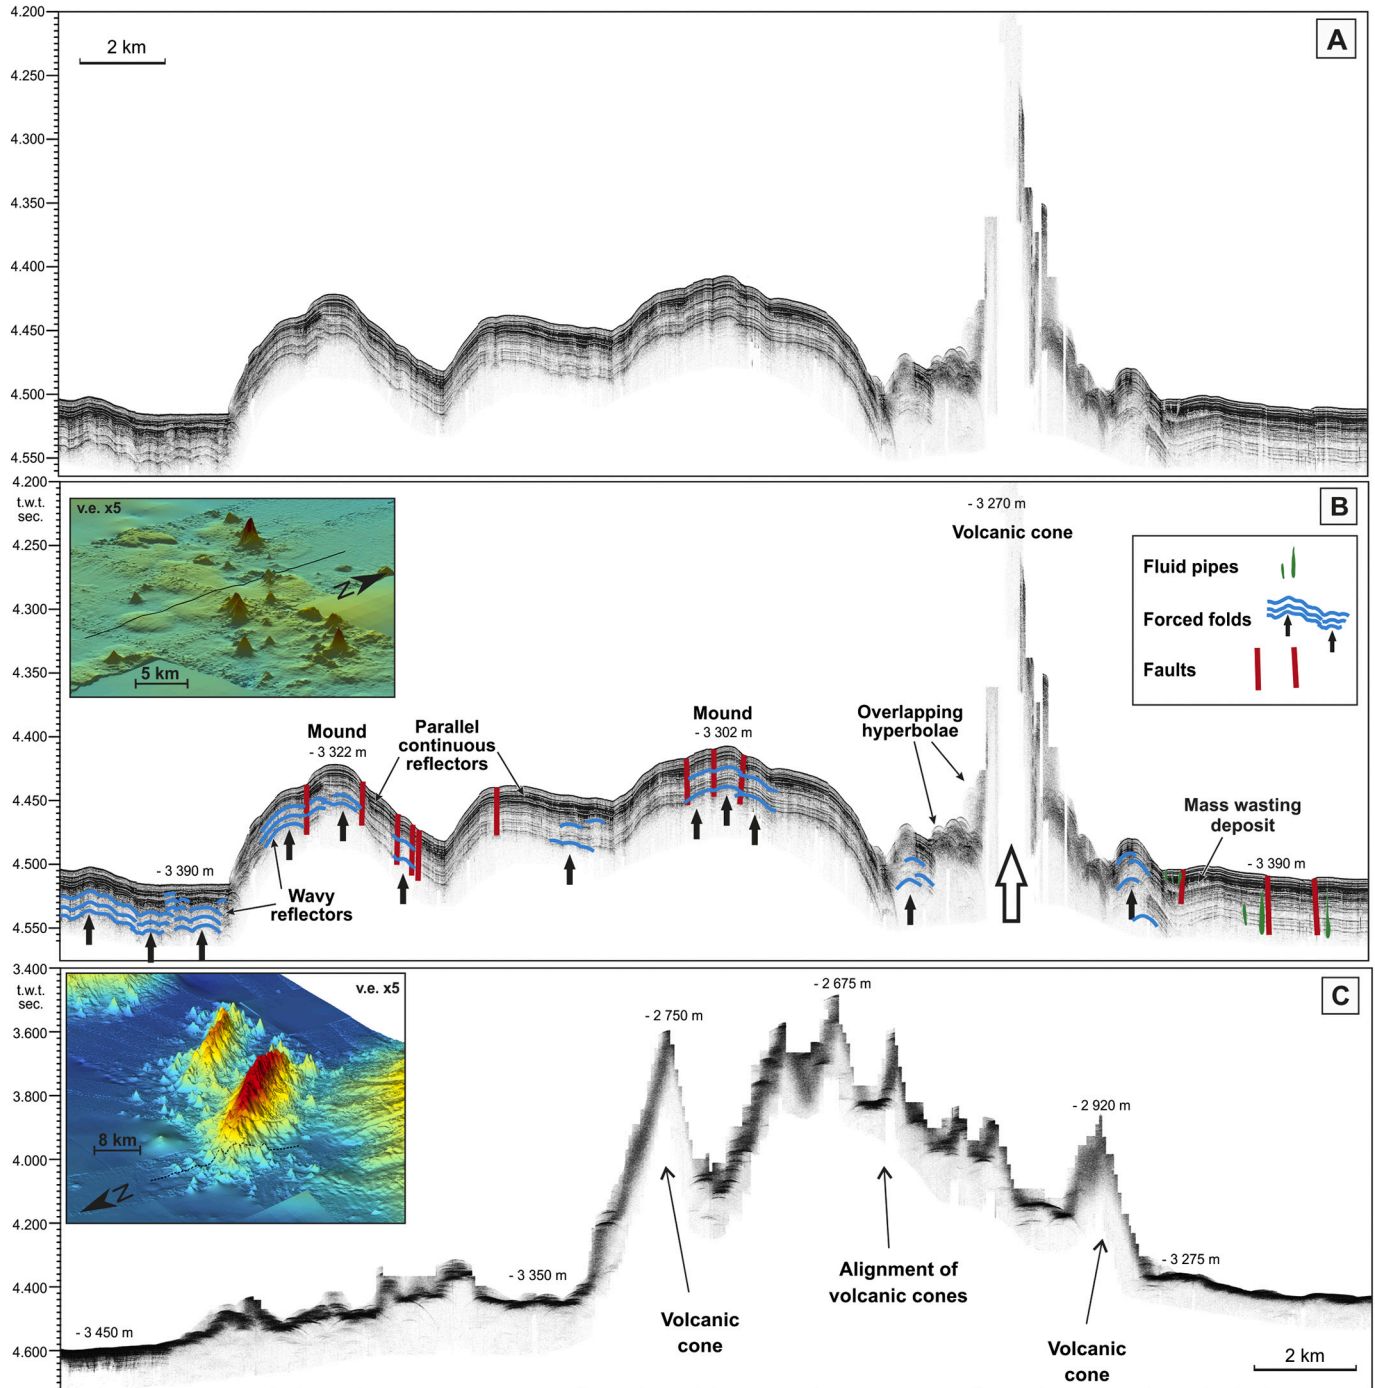 4.200
A
2 km
4.250
4.300
4.350
4.400
4.450
4.500
4.550
4.200
t.w.t.
sec.
B
v.e. x5
N
5 km
- 3 270 m
Volcanic cone
Fluid pipes
Forced folds
Faults
4.250
4.300
4.350
4.400
4.450
4.500
4.550
Mound
- 3 322 m
Parallel
continuous
reflectors
Mound
- 3 302 m
Overlapping
hyperbolae
Mass wasting
deposit
- 3 390 m
- 3 390 m
Wavy
reflectors
3.400
t.w.t.
sec.
C
v.e. x5
8 km
N
3.600
3.800
4.000
4.200
4.400
4.600
- 2 750 m
- 2 675 m
- 2 920 m
- 3 275 m
- 3 350 m
- 3 450 m
Volcanic
cone
Alignment of
volcanic cones
Volcanic
cone
2 km